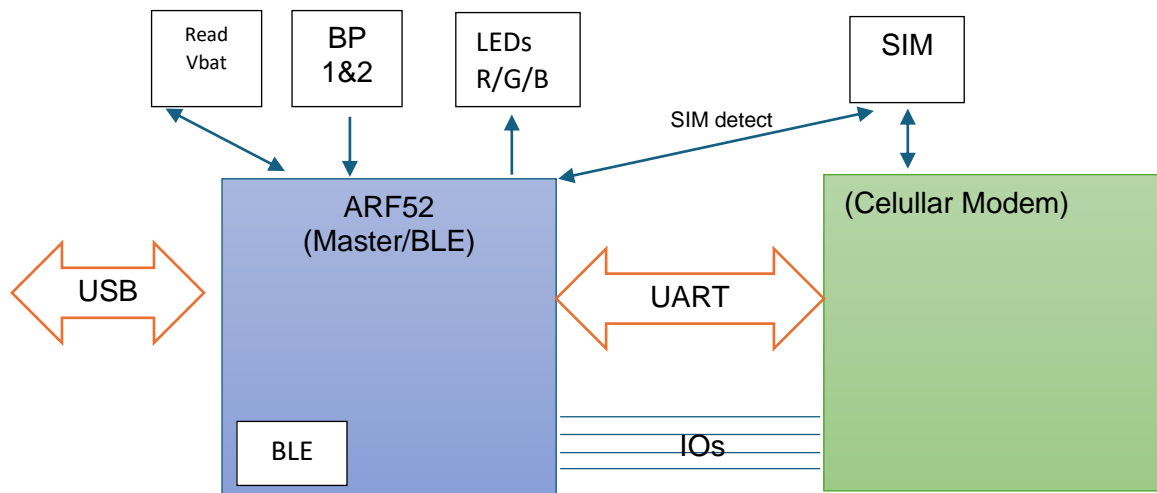 Read
Vbat
BP
1&2
LEDs
R/G/B
SIM
SIM detect
ARF52
(Master/BLE)
(Celullar Modem)
USB
UART
BLE
IOs